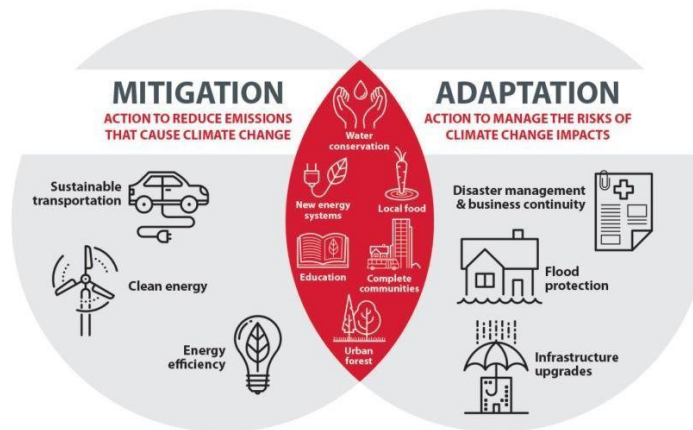 MITIGATION
ACTION TO REDUCE EMISSIONS
THAT CAUSE CLIMATE CHANGE
Sustainable
transportation
Clean energy
Energy
efficiency
Water
conservation
New energy
systems
Local food
Education
Complete
communities
Urban
forest
ADAPTATION
ACTION TO MANAGE THE RISKS OF
CLIMATE CHANGE IMPACTS
Disaster management
& business continuity
Flood
protection
Infrastructure
upgrades